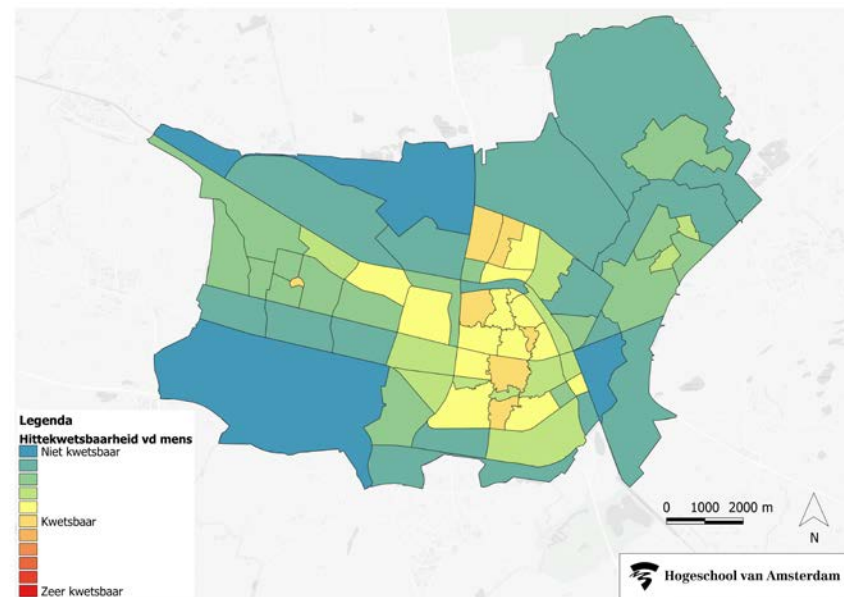 Legenda
Hittekwetsbaarheid vd mens
Niet kwetsbaar
Kwetsbaar
Zeer kwetsbaar
0 1000 2000 m
N
Hogeschool van Amsterdam